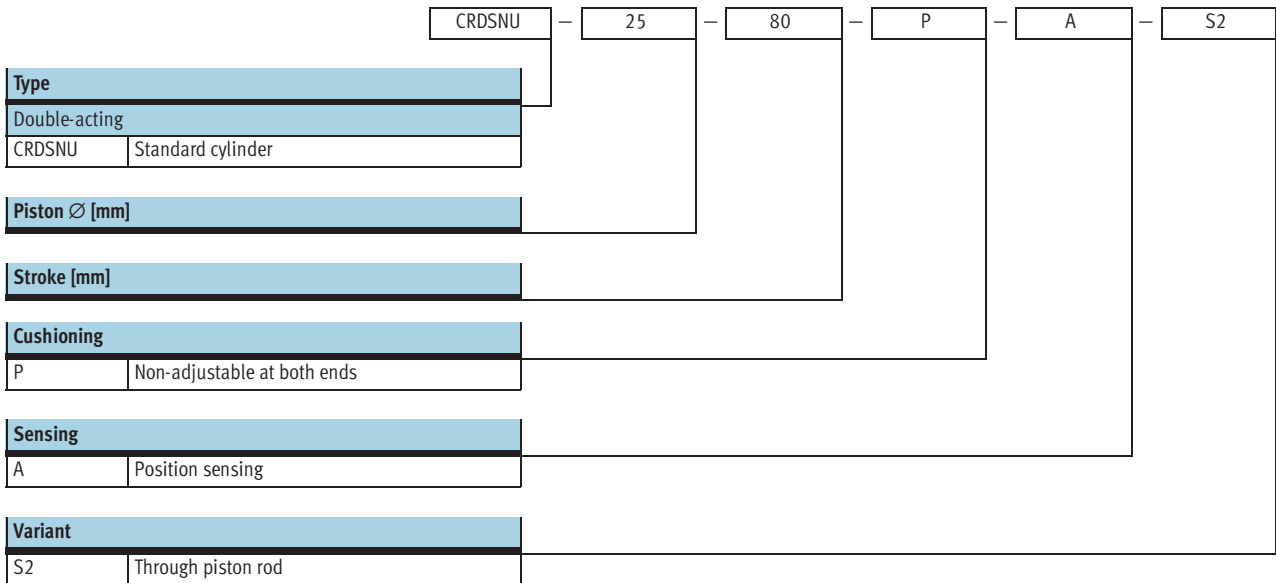 CRDSNU – 25 – 80 – P – A – S2
Type
Double-acting
CRDSNU Standard cylinder
Piston ∅ [mm]
Stroke [mm]
Cushioning
P Non-adjustable at both ends
Sensing
A Position sensing
Variant
S2 Through piston rod